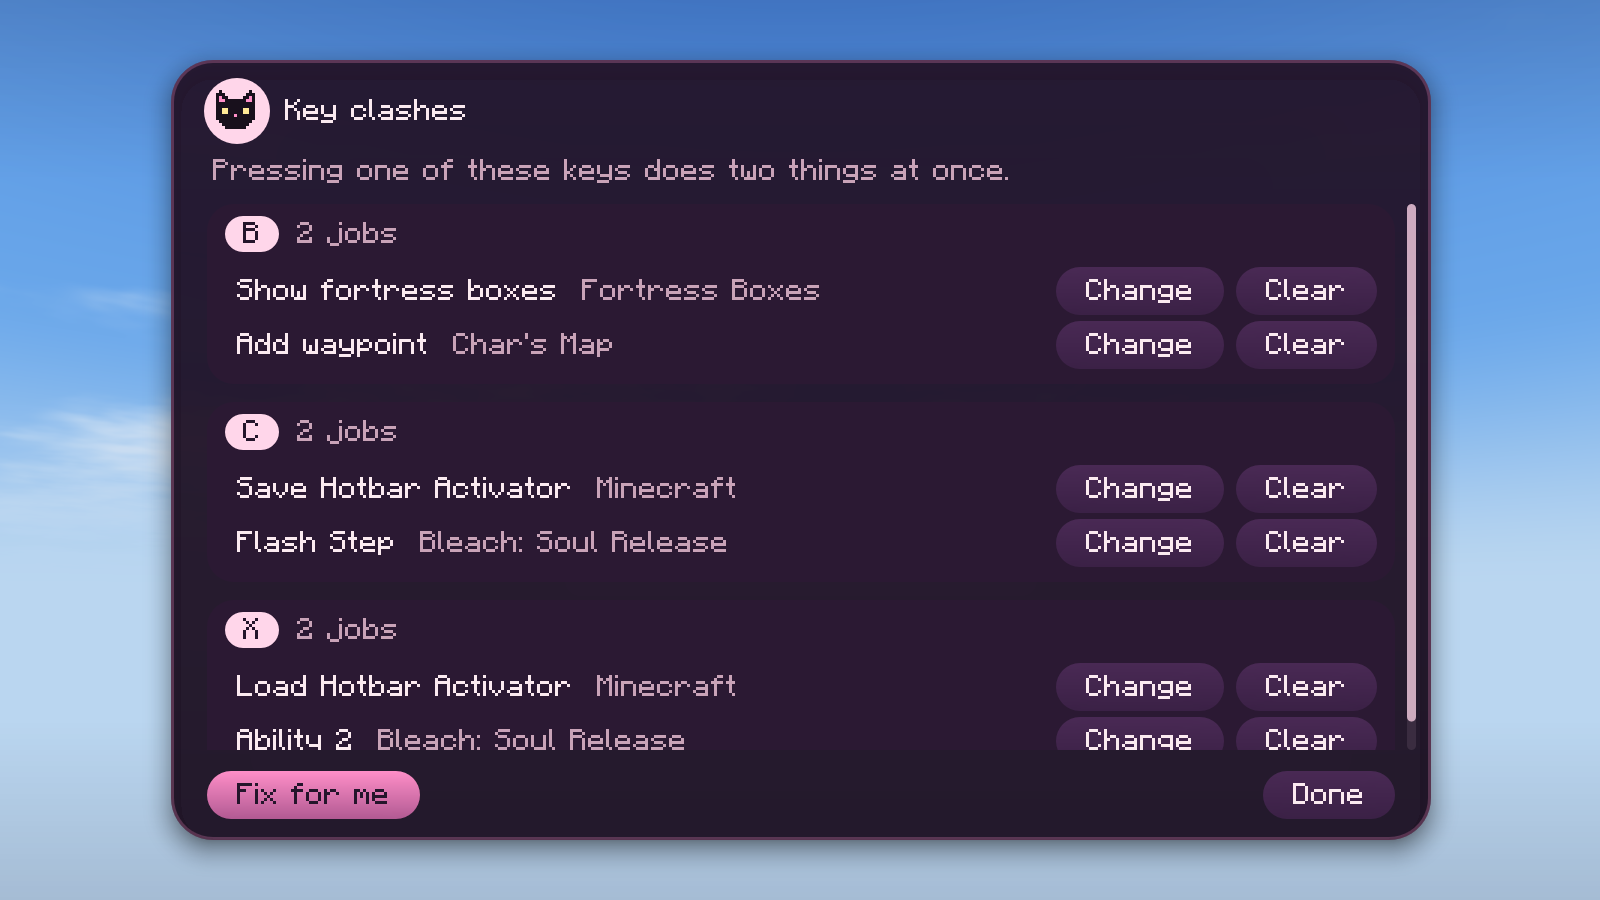 Key clashes
Pressing one of these keys does two things at once.
B 2 jobs
Show fortress boxes Fortress Boxes Change Clear
Add waypoint Char's Map Change Clear
C 2 jobs
Save Hotbar Activator Minecraft Change Clear
Flash Step Bleach: Soul Release Change Clear
X 2 jobs
Load Hotbar Activator Minecraft Change Clear
Ability 2 Bleach: Soul Release Change Clear
Fix for me Done